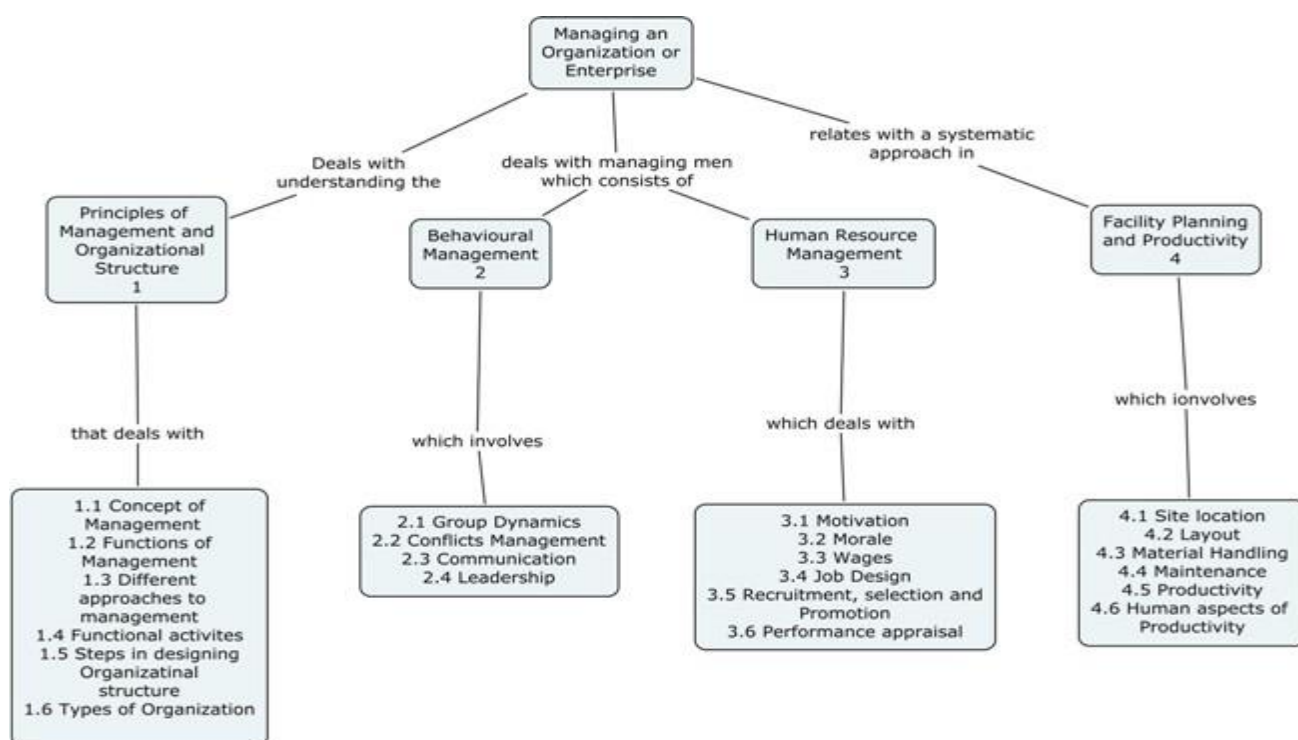 Managing an
Organization or
Enterprise
Deals with
understanding the
deals with managing men
which consists of
relates with a systematic
approach in
Principles of
Management and
Organizational
Structure
1
Behavioural
Management
2
Human Resource
Management
3
Facility Planning
and Productivity
4
that deals with
which involves
which deals with
which ionvolves
1.1 Concept of
Management
1.2 Functions of
Management
1.3 Different
approaches to
management
1.4 Functional activites
1.5 Steps in designing
Organizatinal
structure
1.6 Types of Organization
2.1 Group Dynamics
2.2 Conflicts Management
2.3 Communication
2.4 Leadership
3.1 Motivation
3.2 Morale
3.3 Wages
3.4 Job Design
3.5 Recruitment, selection and
Promotion
3.6 Performance appraisal
4.1 Site location
4.2 Layout
4.3 Material Handling
4.4 Maintenance
4.5 Productivity
4.6 Human aspects of
Productivity